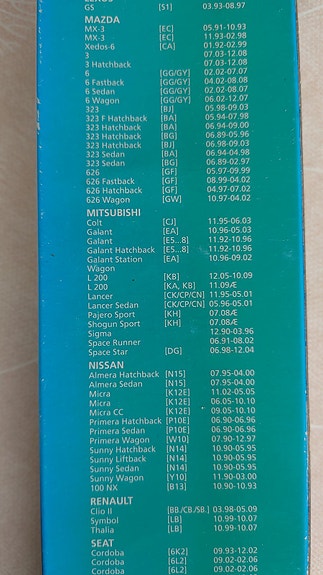 LEXUS
GS [S1] 03.93-08.97
MAZDA
MX-3 [EC] 05.91-10.93
MX-3 [EC] 11.93-02.98
Xedos-6 [CA] 01.92-02.99
3 07.03-12.08
3 Hatchback 07.03-12.08
6 [GG/GY] 02.02-07.07
6 Fastback [GG/GY] 04.02-08.08
6 Sedan [GG/GY] 02.02-08.07
6 Wagon [GG/GY] 06.02-12.07
323 [BJ] 05.98-09.03
323 F Hatchback [BA] 05.94-07.98
323 Hatchback [BA] 06.94-09.00
323 Hatchback [BG] 06.89-05.96
323 Hatchback [BJ] 06.98-09.03
323 Sedan [BA] 06.94-04.98
323 Sedan [BG] 06.89-02.97
626 [GF] 05.97-09.99
626 Fastback [GF] 08.99-04.02
626 Hatchback [GF] 04.97-07.02
626 Wagon [GW] 10.97-04.02
MITSUBISHI
Colt [CJ] 11.95-06.03
Galant [EA] 10.96-05.03
Galant [E5...8] 11.92-10.96
Galant Hatchback [E5...8] 11.92-10.96
Galant Station [EA] 10.96-09.02
Wagon
L 200 [KB] 12.05-10.09
L 200 [KA, KB] 11.09Æ
Lancer [CK/CP/CN] 11.95-05.01
Lancer Sedan [CK/CP/CN] 05.96-05.01
Pajero Sport [KH] 07.08Æ
Shogun Sport [KH] 07.08Æ
Sigma 12.90-03.96
Space Runner 06.91-08.02
Space Star [DG] 06.98-12.04
NISSAN
Almera Hatchback [N15] 07.95-04.00
Almera Sedan [N15] 07.95-04.00
Micra [K12E] 11.02-05.05
Micra [K12E] 06.05-10.10
Micra CC [K12E] 09.05-10.10
Primera Hatchback [P10E] 06.90-06.96
Primera Sedan [P10E] 06.90-06.96
Primera Wagon [W10] 07.90-12.97
Sunny Hatchback [N14] 10.90-05.95
Sunny Liftback [N14] 10.90-05.95
Sunny Sedan [N14] 10.90-05.95
Sunny Wagon [Y10] 11.90-03.00
100 NX [B13] 10.90-10.93
RENAULT
Clio II [BB./CB./SB.] 03.98-05.09
Symbol [LB] 10.99-10.07
Thalia [LB] 10.99-10.07
SEAT
Cordoba [6K2] 09.93-12.02
Cordoba [6L2] 09.02-02.06
Cordoba [6L2] 09.02-02.06